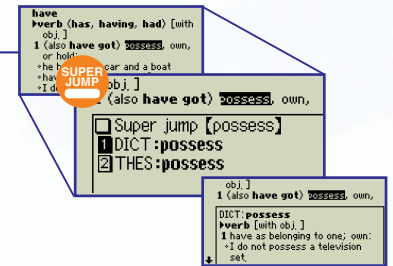 have
▶verb (has, having, had) [with
obj. ]
1 (also have got) possess, own,
or hold:
he h car and a boat
hav
I d
SUPER
JUMP
obj. ]
(also have got) possess, own,
Super jump【possess】
1 DICT:possess
2 THES:possess
obj. ]
1 (also have got) possess, own,
DICT:possess
▶verb [with obj. ]
1 have as belonging to one; own:
I do not possess a television
set.